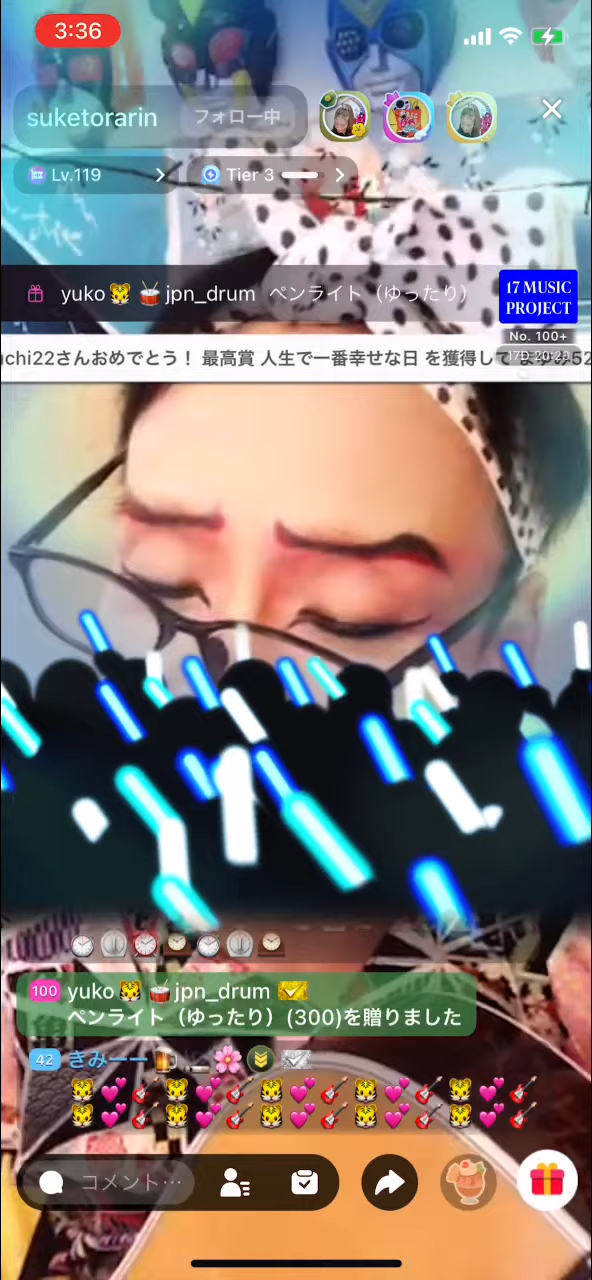 3:36
suketorarin フォロー中
Lv.119 Tier 3
yuko🐯🥁jpn_drum ペンライト（ゆったり）
17 MUSIC
PROJECT
No. 100+
chi22さんおめでとう！ 最高賞 人生で一番幸せな日 を獲得して
100 yuko🐯🥁jpn_drum
ペンライト（ゆったり）(300)を贈りました
42 きみーー🍺🚬🌸
🐯💕🎸🐯💕🎸🐯💕🎸🐯💕🎸🐯💕🎸
🐯💕🎸🐯💕🎸🐯💕🎸🐯💕🎸🐯💕🎸
コメント…